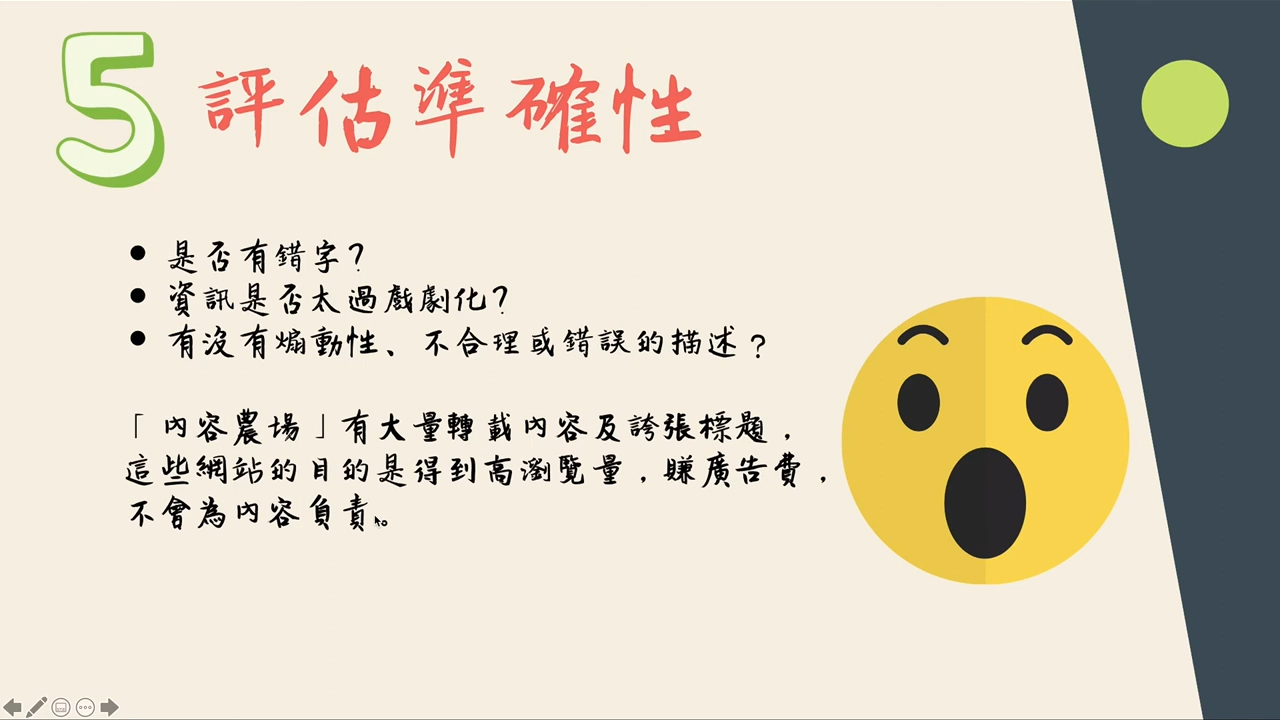 5 評估準確性
是否有錯字？
資訊是否太過戲劇化？
有沒有煽動性、不合理或錯誤的描述？
「內容農場」有大量轉載內容及誇張標題，
這些網站的目的是得到高瀏覽量，賺廣告費，
不會為內容負責。